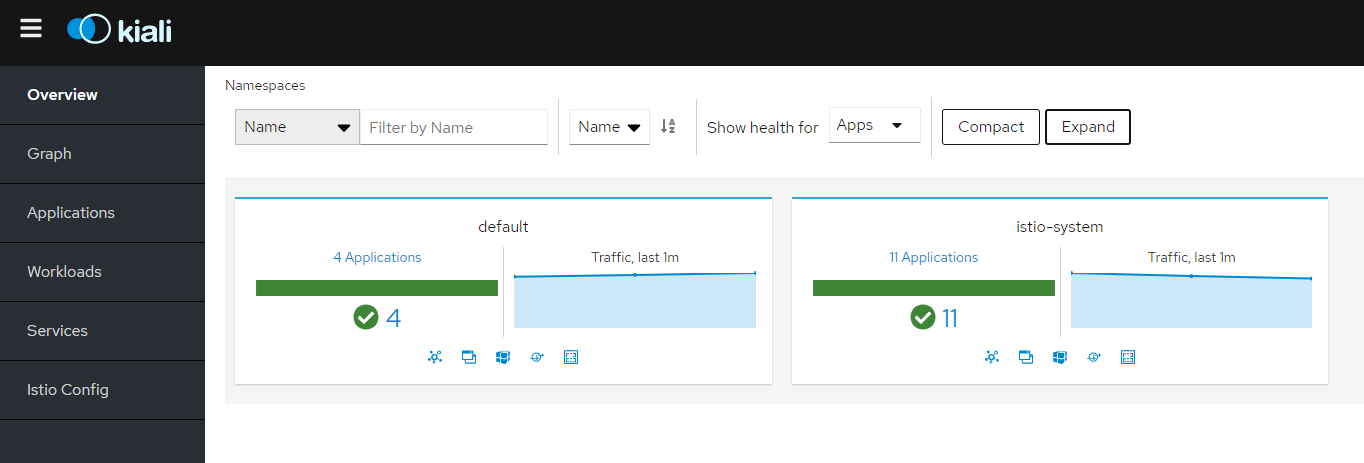 kiali
Overview
Graph
Applications
Workloads
Services
Istio Config
Namespaces
Name Filter by Name Name Show health for Apps Compact Expand
default
4 Applications Traffic, last 1m
4
istio-system
11 Applications Traffic, last 1m
11